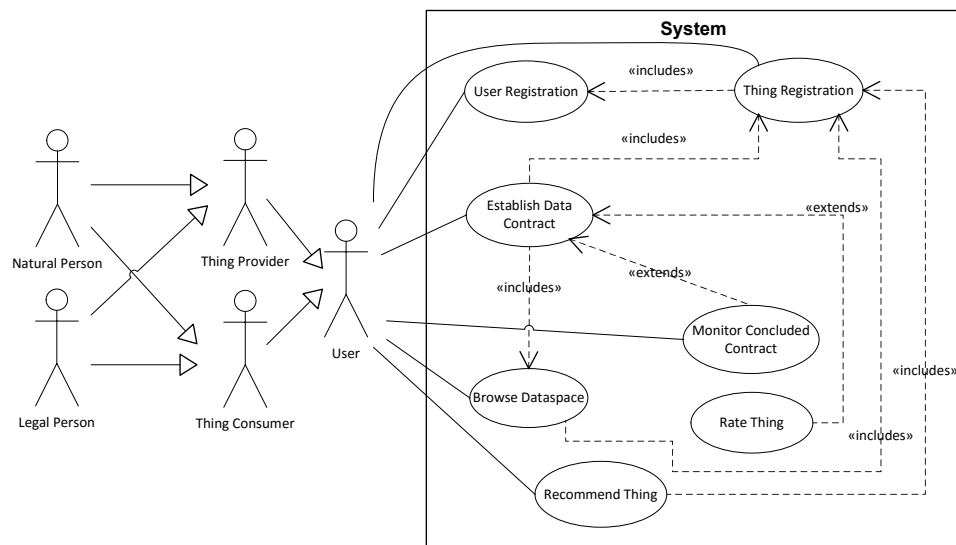 System
«includes»
User Registration
Thing Registration
«includes»
Establish Data
Contract
«extends»
Natural Person
Thing Provider
«extends»
«includes»
User
Monitor Concluded
Contract
«includes»
Browse Dataspace
Legal Person
Thing Consumer
Rate Thing
«includes»
Recommend Thing